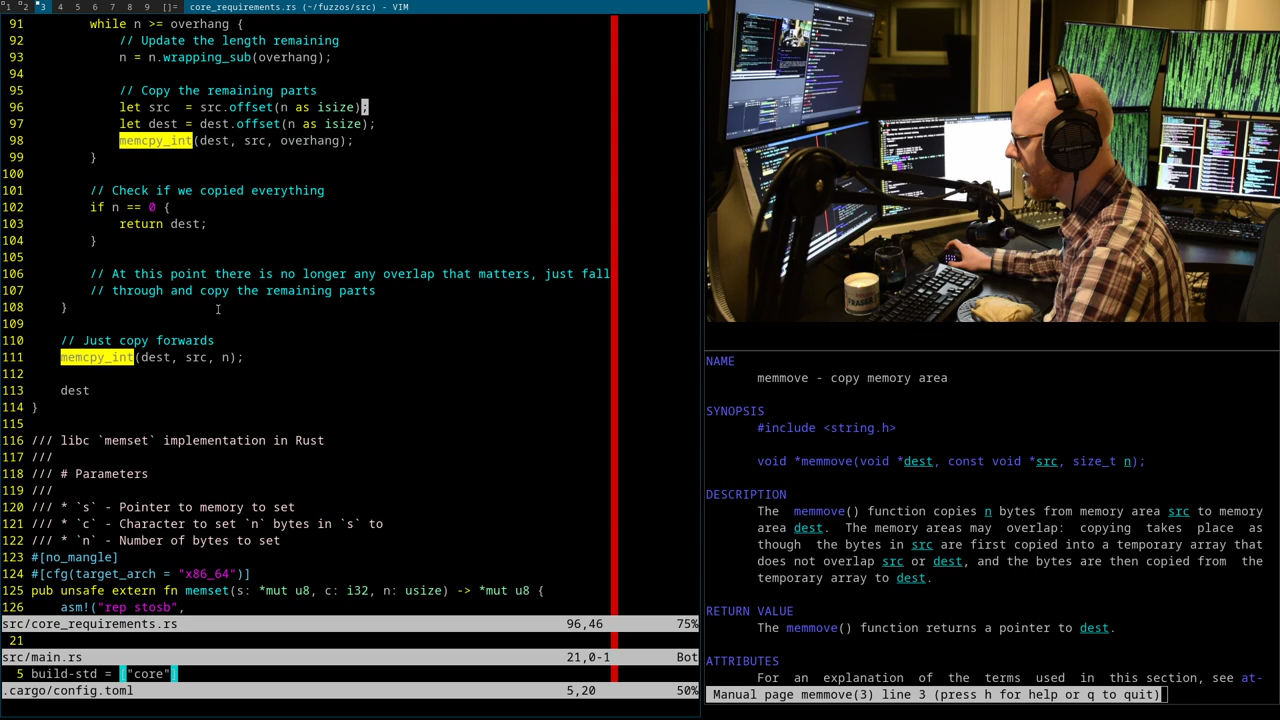 1 2 3 4 5 6 7 8 9 []= core_requirements.rs (~/fuzzos/src) - VIM
91 while n >= overhang {
92 // Update the length remaining
93 n = n.wrapping_sub(overhang);
94
95 // Copy the remaining parts
96 let src  = src.offset(n as isize);
97 let dest = dest.offset(n as isize);
98 memcpy_int(dest, src, overhang);
99 }
100
101 // Check if we copied everything
102 if n == 0 {
103 return dest;
104 }
105
106 // At this point there is no longer any overlap that matters, just fall
107 // through and copy the remaining parts
108 }
109
110 // Just copy forwards
111 memcpy_int(dest, src, n);
112
113 dest
114 }
115
116 /// libc `memset` implementation in Rust
117 ///
118 /// # Parameters
119 ///
120 /// * `s` - Pointer to memory to set
121 /// * `c` - Character to set `n` bytes in `s` to
122 /// * `n` - Number of bytes to set
123 #[no_mangle]
124 #[cfg(target_arch = "x86_64")]
125 pub unsafe extern fn memset(s: *mut u8, c: i32, n: usize) -> *mut u8 {
126 asm!("rep stosb",
src/core_requirements.rs 96,46 75%
21
src/main.rs 21,0-1 Bot
5 build-std = ["core"]
.cargo/config.toml 5,20 50%
NAME
memmove - copy memory area
SYNOPSIS
#include <string.h>
void *memmove(void *dest, const void *src, size_t n);
DESCRIPTION
The memmove() function copies n bytes from memory area src to memory
area dest. The memory areas may overlap: copying takes place as
though the bytes in src are first copied into a temporary array that
does not overlap src or dest, and the bytes are then copied from the
temporary array to dest.
RETURN VALUE
The memmove() function returns a pointer to dest.
ATTRIBUTES
For an explanation of the terms used in this section, see at-
Manual page memmove(3) line 3 (press h for help or q to quit)